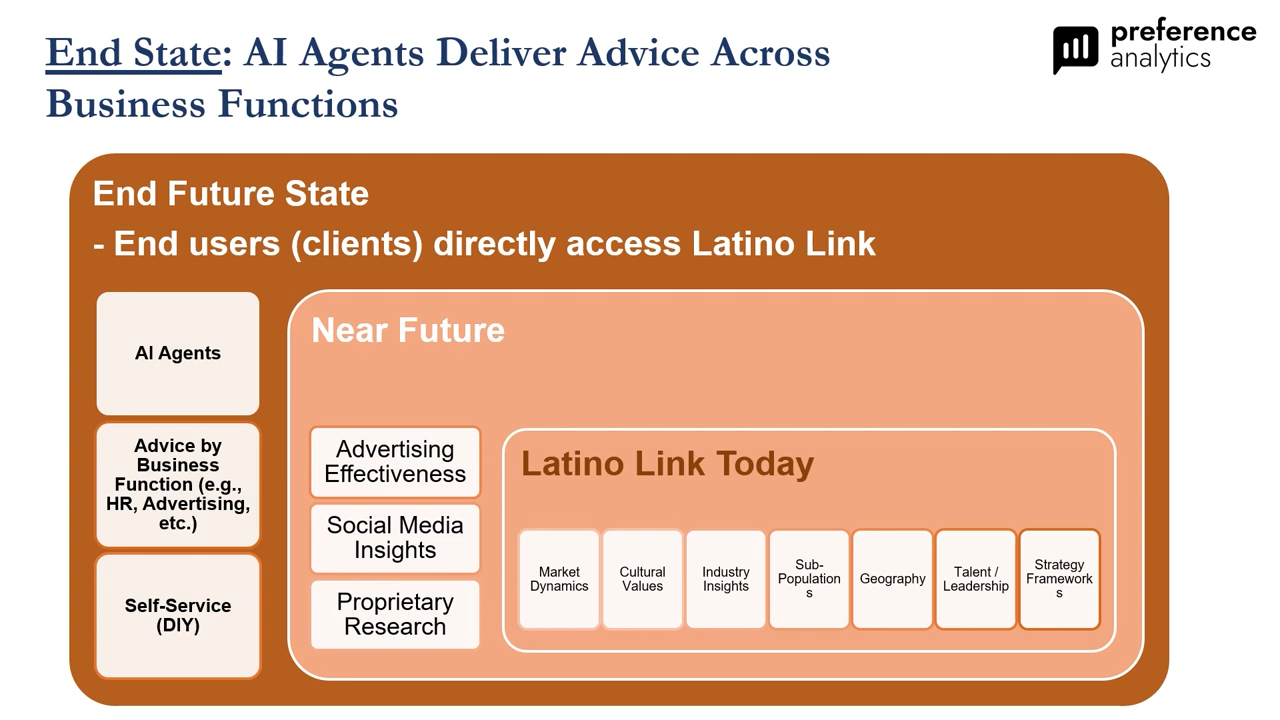 End State: AI Agents Deliver Advice Across
Business Functions
preference
analytics
End Future State
- End users (clients) directly access Latino Link
AI Agents
Advice by
Business
Function (e.g.,
HR, Advertising,
etc.)
Self-Service
(DIY)
Near Future
Advertising
Effectiveness
Social Media
Insights
Proprietary
Research
Latino Link Today
Market
Dynamics
Cultural
Values
Industry
Insights
Sub-
Population
s
Geography
Talent /
Leadership
Strategy
Framework
s